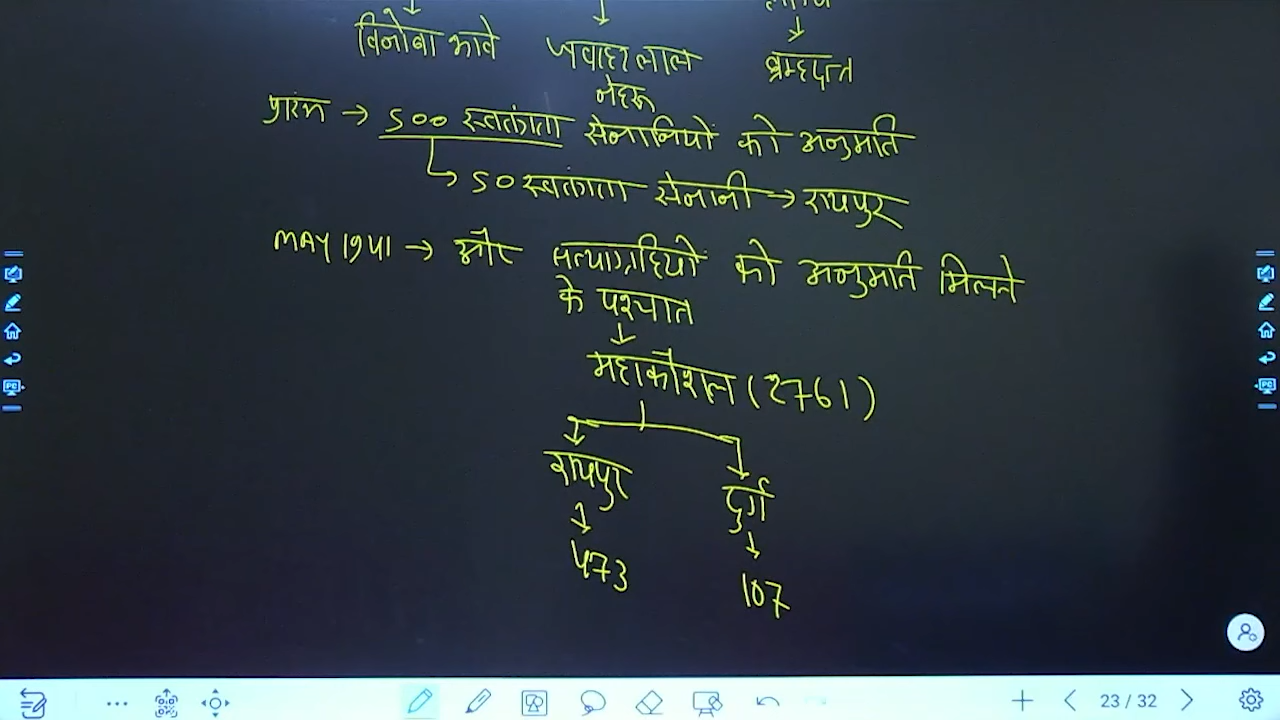 विनोबा भावे जवाहरलाल ब्रम्हदत्त
नेहरू
प्रारंभ → 500 स्वतंत्रता सेनानियों को अनुमति
50 स्वतंत्रता सेनानी → रायपुर
MAY 1941 → और सत्याग्रहियों को अनुमति मिलने
के पश्चात
महाकौशल (2761)
रायपुर दुर्ग
473 107
23 / 32